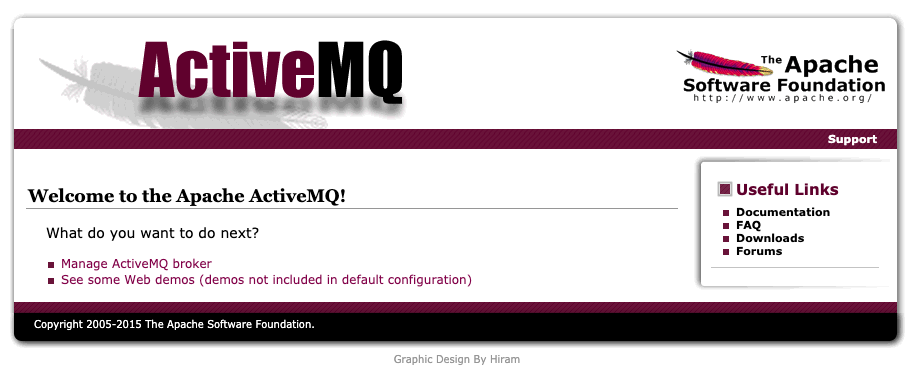 ActiveMQ
The Apache
Software Foundation
http://www.apache.org/
Support
Welcome to the Apache ActiveMQ!
What do you want to do next?
Manage ActiveMQ broker
See some Web demos (demos not included in default configuration)
Useful Links
Documentation
FAQ
Downloads
Forums
Copyright 2005-2015 The Apache Software Foundation.
Graphic Design By Hiram